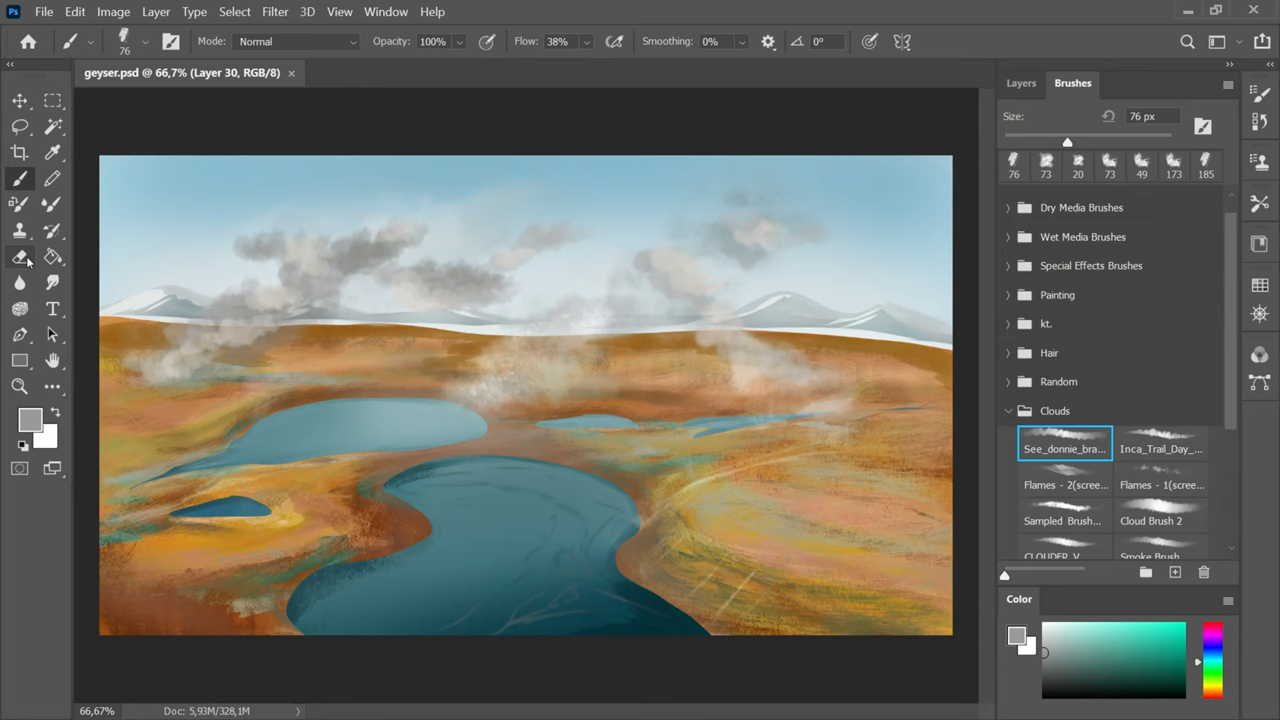 Ps File Edit Image Layer Type Select Filter 3D View Window Help
76 Mode: Normal Opacity: 100% Flow: 38% Smoothing: 0% 0°
geyser.psd @ 66,7% (Layer 30, RGB/8) ×
Layers Brushes
Size: 76 px
76 73 20 73 49 173 185
Dry Media Brushes
Wet Media Brushes
Special Effects Brushes
Painting
kt.
Hair
Random
Clouds
See_donnie_bra... Inca_Trail_Day_...
Flames - 2(scree... Flames - 1(scree...
Sampled Brush... Cloud Brush 2
CLOUDER_V Smoke Brush
Color
66,67% Doc: 5,93M/328,1M